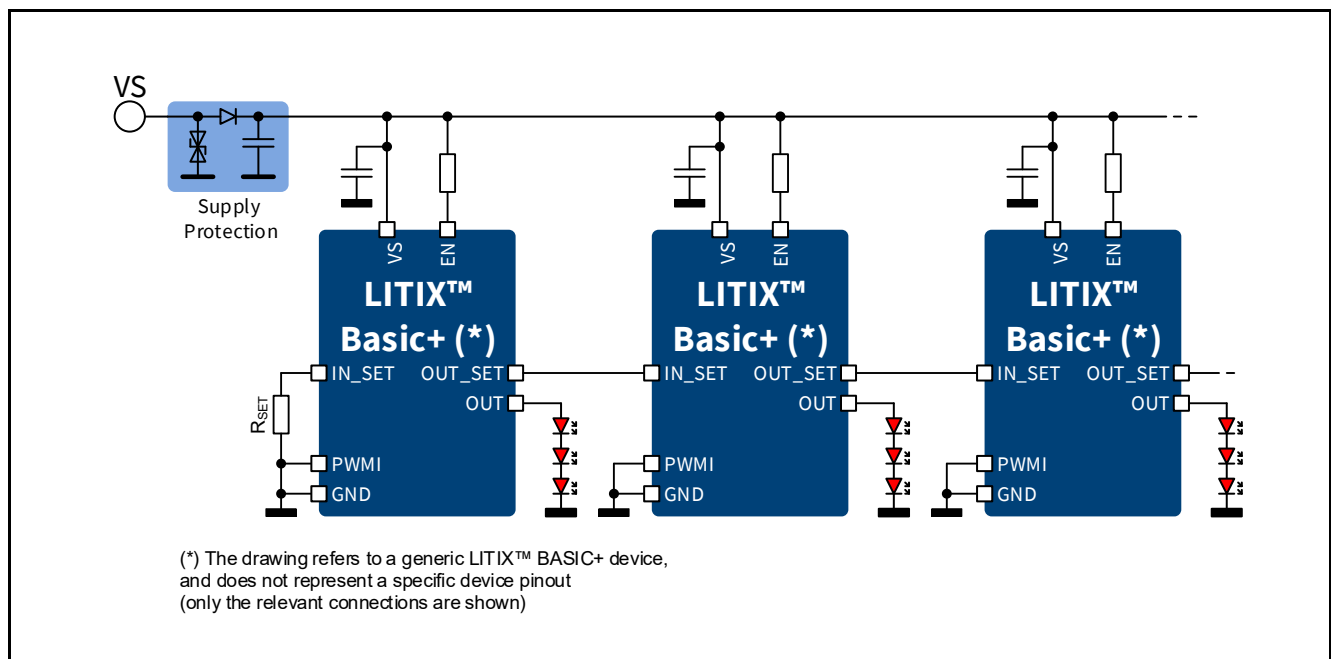 VS
Supply
Protection
VS
EN
LITIX™
Basic+ (*)
IN_SET
OUT_SET
OUT
RSET
PWMI
GND
VS
EN
LITIX™
Basic+ (*)
IN_SET
OUT_SET
OUT
PWMI
GND
VS
EN
LITIX™
Basic+ (*)
IN_SET
OUT_SET
OUT
PWMI
GND
(*) The drawing refers to a generic LITIX™ BASIC+ device,
and does not represent a specific device pinout
(only the relevant connections are shown)